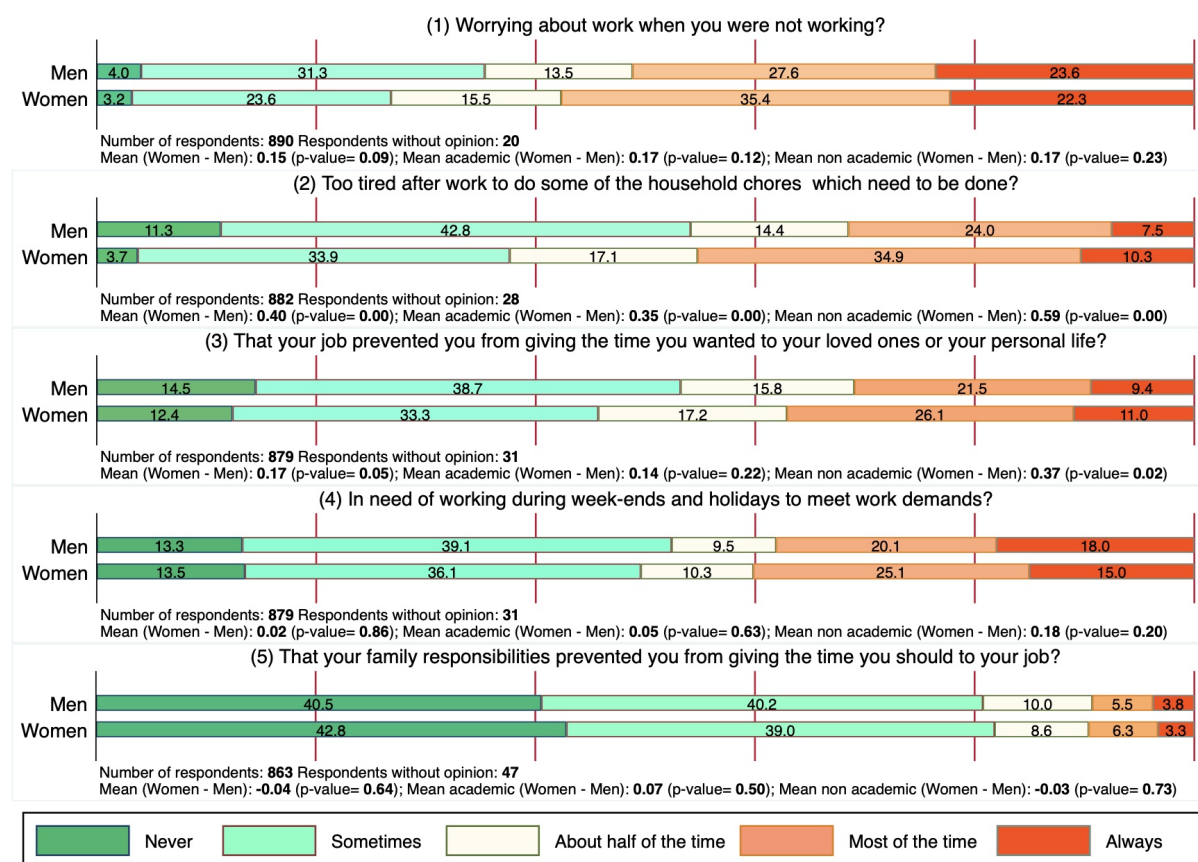 (1) Worrying about work when you were not working?
Men 4.0 31.3 13.5 27.6 23.6
Women 3.2 23.6 15.5 35.4 22.3
Number of respondents: 890 Respondents without opinion: 20
Mean (Women - Men): 0.15 (p-value= 0.09); Mean academic (Women - Men): 0.17 (p-value= 0.12); Mean non academic (Women - Men): 0.17 (p-value= 0.23)
(2) Too tired after work to do some of the household chores which need to be done?
Men 11.3 42.8 14.4 24.0 7.5
Women 3.7 33.9 17.1 34.9 10.3
Number of respondents: 882 Respondents without opinion: 28
Mean (Women - Men): 0.40 (p-value= 0.00); Mean academic (Women - Men): 0.35 (p-value= 0.00); Mean non academic (Women - Men): 0.59 (p-value= 0.00)
(3) That your job prevented you from giving the time you wanted to your loved ones or your personal life?
Men 14.5 38.7 15.8 21.5 9.4
Women 12.4 33.3 17.2 26.1 11.0
Number of respondents: 879 Respondents without opinion: 31
Mean (Women - Men): 0.17 (p-value= 0.05); Mean academic (Women - Men): 0.14 (p-value= 0.22); Mean non academic (Women - Men): 0.37 (p-value= 0.02)
(4) In need of working during week-ends and holidays to meet work demands?
Men 13.3 39.1 9.5 20.1 18.0
Women 13.5 36.1 10.3 25.1 15.0
Number of respondents: 879 Respondents without opinion: 31
Mean (Women - Men): 0.02 (p-value= 0.86); Mean academic (Women - Men): 0.05 (p-value= 0.63); Mean non academic (Women - Men): 0.18 (p-value= 0.20)
(5) That your family responsibilities prevented you from giving the time you should to your job?
Men 40.5 40.2 10.0 5.5 3.8
Women 42.8 39.0 8.6 6.3 3.3
Number of respondents: 863 Respondents without opinion: 47
Mean (Women - Men): -0.04 (p-value= 0.64); Mean academic (Women - Men): 0.07 (p-value= 0.50); Mean non academic (Women - Men): -0.03 (p-value= 0.73)
Never Sometimes About half of the time Most of the time Always